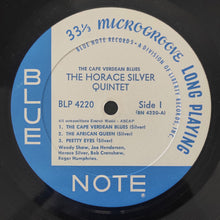 33⅓ MICROGROOVE LONG PLAYING
BLUE NOTE RECORDS • A DIVISION OF LIBERTY RECORDS, INC.
BLUE
NOTE
THE CAPE VERDEAN BLUES
THE HORACE SILVER
QUINTET
BLP 4220
Side 1
(BN 4220-A)
All compositions Ecaroh Music - ASCAP
1. THE CAPE VERDEAN BLUES (Silver)
2. THE AFRICAN QUEEN (Silver)
3. PRETTY EYES (Silver)
Woody Shaw, Joe Henderson,
Horace Silver, Bob Cranshaw,
Roger Humphries.